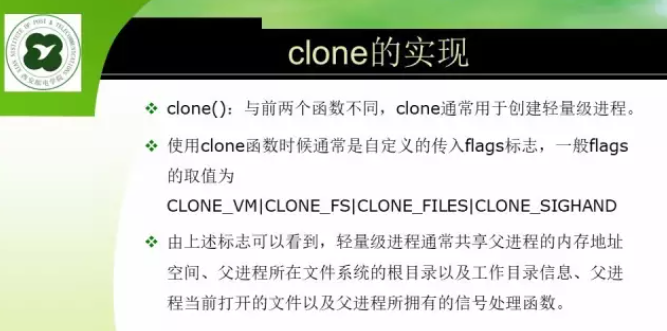 clone的实现
clone()：与前两个函数不同，clone通常用于创建轻量级进程。
使用clone函数时候通常是自定义的传入flags标志，一般flags
的取值为
CLONE_VM|CLONE_FS|CLONE_FILES|CLONE_SIGHAND
由上述标志可以看到，轻量级进程通常共享父进程的内存地址
空间、父进程所在文件系统的根目录以及工作目录信息、父进
程当前打开的文件以及父进程所拥有的信号处理函数。